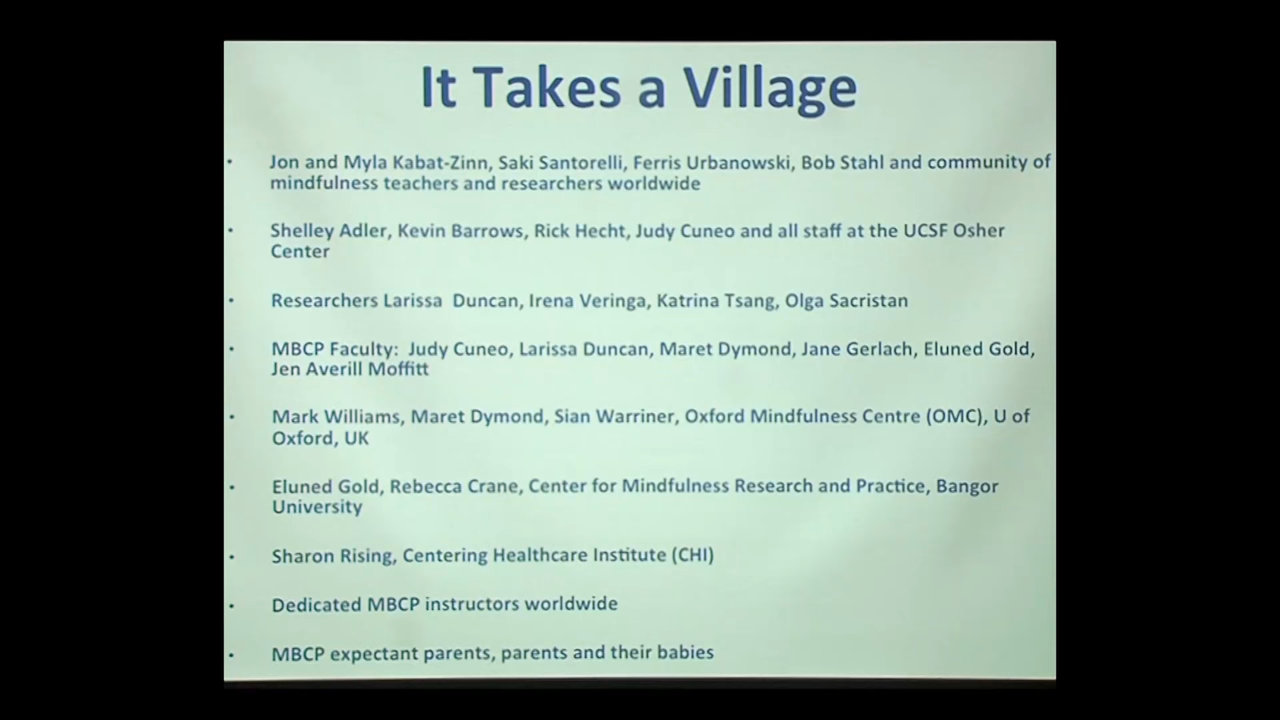 It Takes a Village
• Jon and Myla Kabat-Zinn, Saki Santorelli, Ferris Urbanowski, Bob Stahl and community of
mindfulness teachers and researchers worldwide
• Shelley Adler, Kevin Barrows, Rick Hecht, Judy Cuneo and all staff at the UCSF Osher
Center
• Researchers Larissa  Duncan, Irena Veringa, Katrina Tsang, Olga Sacristan
• MBCP Faculty:  Judy Cuneo, Larissa Duncan, Maret Dymond, Jane Gerlach, Eluned Gold,
Jen Averill Moffitt
• Mark Williams, Maret Dymond, Sian Warriner, Oxford Mindfulness Centre (OMC), U of
Oxford, UK
• Eluned Gold, Rebecca Crane, Center for Mindfulness Research and Practice, Bangor
University
• Sharon Rising, Centering Healthcare Institute (CHI)
• Dedicated MBCP instructors worldwide
• MBCP expectant parents, parents and their babies